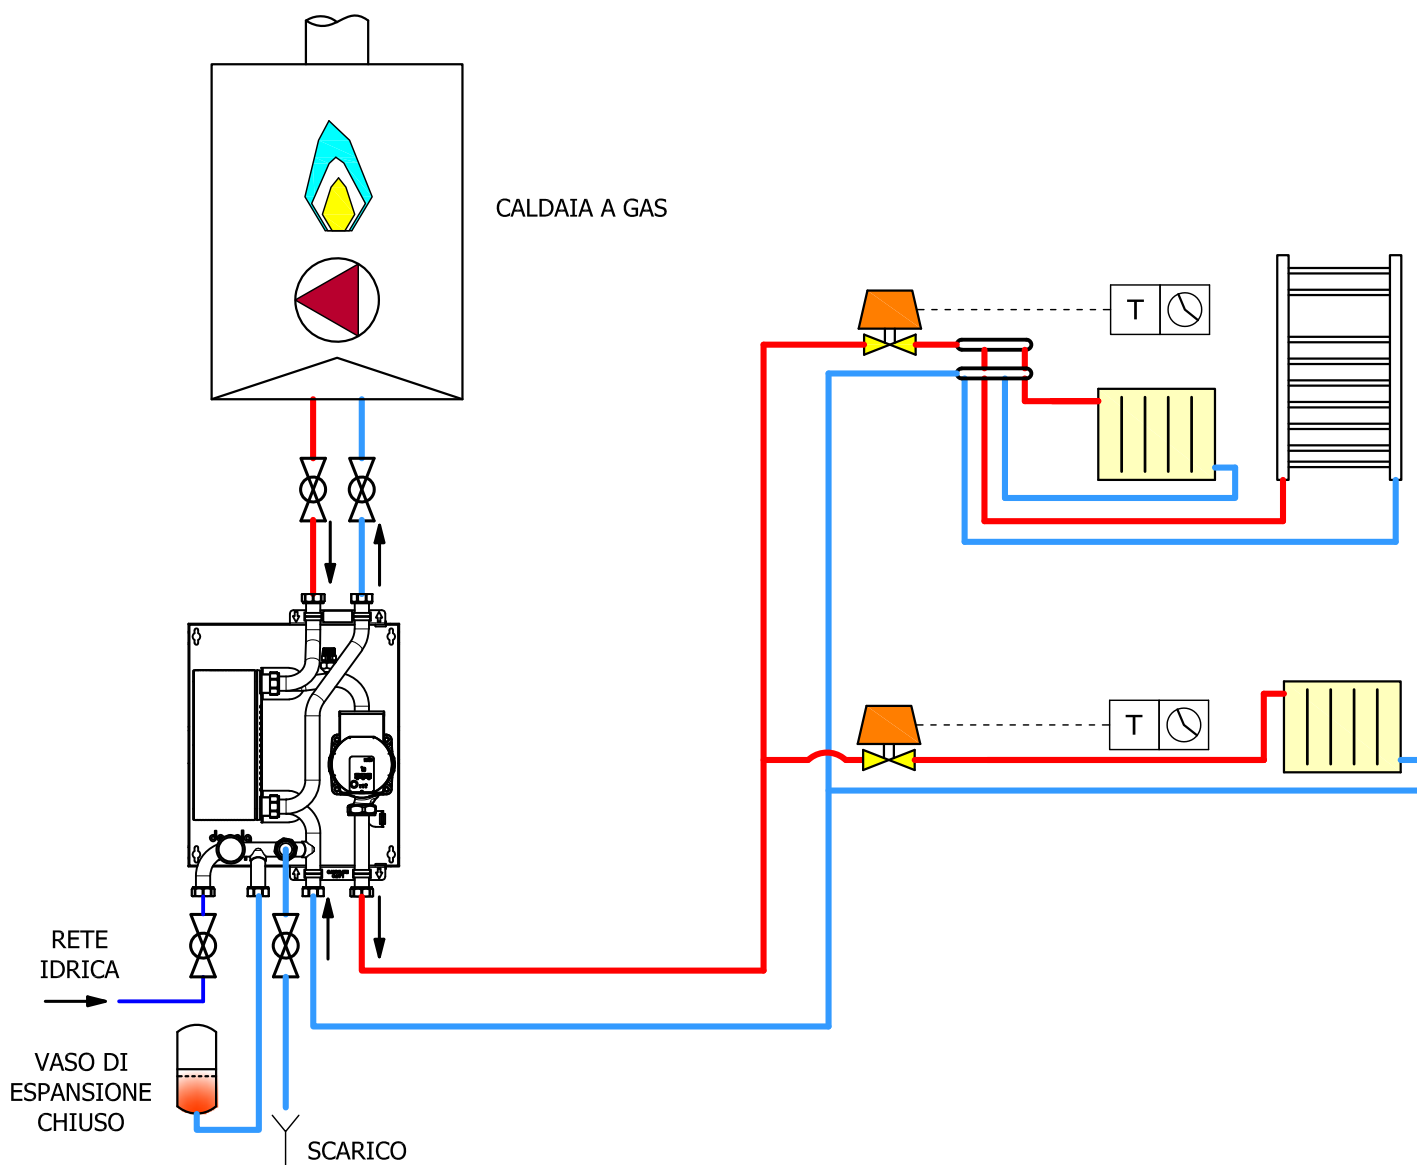 CALDAIA A GAS
T
T
RETE
IDRICA
VASO DI
ESPANSIONE
CHIUSO
SCARICO